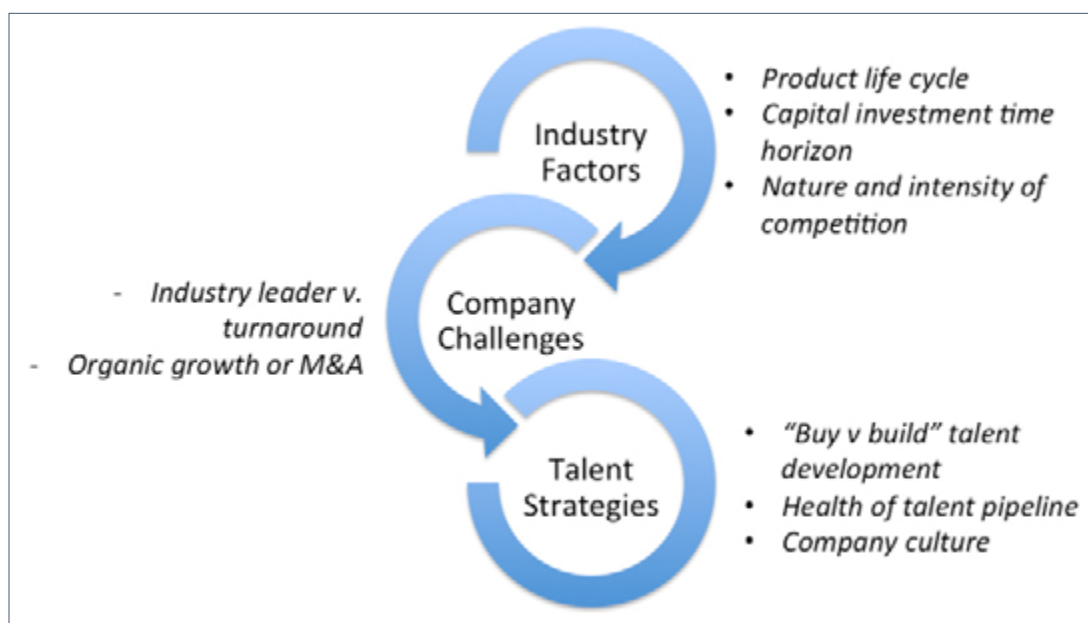 Industry
Factors
• Product life cycle
• Capital investment time
horizon
• Nature and intensity of
competition
Company
Challenges
- Industry leader v.
turnaround
- Organic growth or M&A
Talent
Strategies
• “Buy v build” talent
development
• Health of talent pipeline
• Company culture